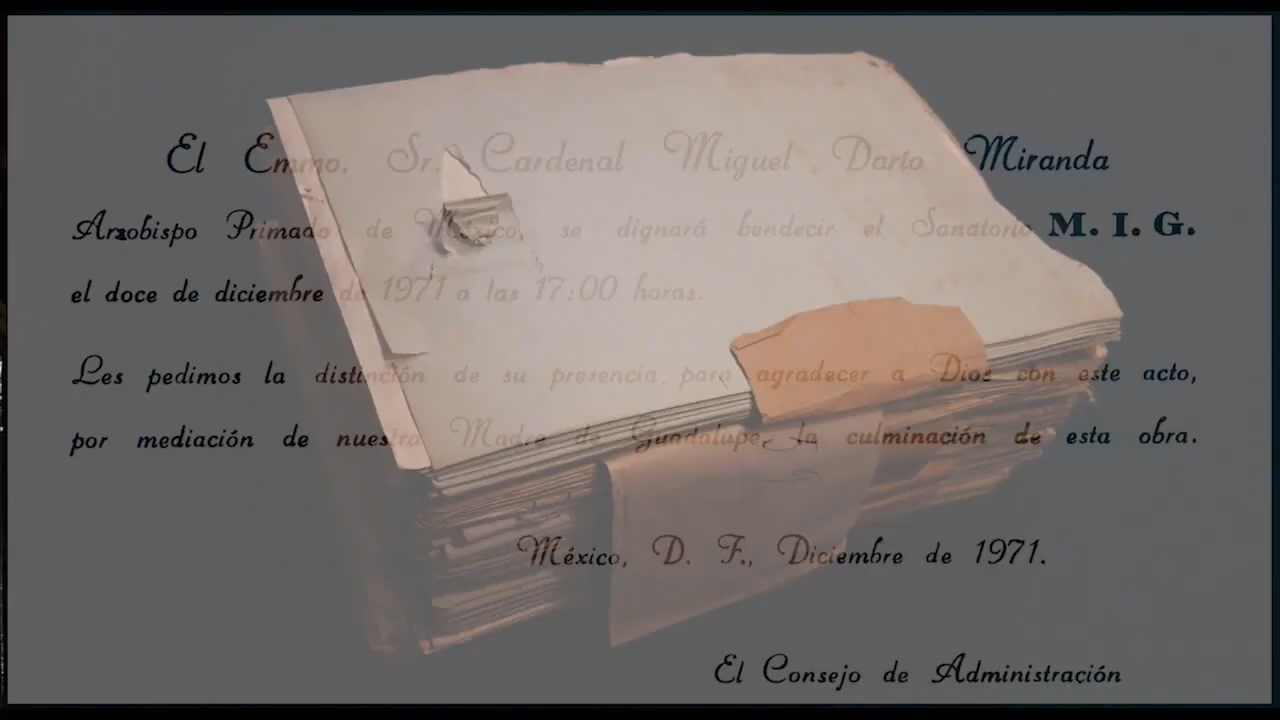 El Emmo. Sr. Cardenal Miguel Darío Miranda
Arzobispo Primado de México, se dignará bendecir el Sanatorio M. I. G.
el doce de diciembre de 1971 a las 17:00 horas.
Les pedimos la distinción de su presencia para agradecer a Dios con este acto,
por mediación de nuestra Madre de Guadalupe, la culminación de esta obra.
México, D. F., Diciembre de 1971.
El Consejo de Administración